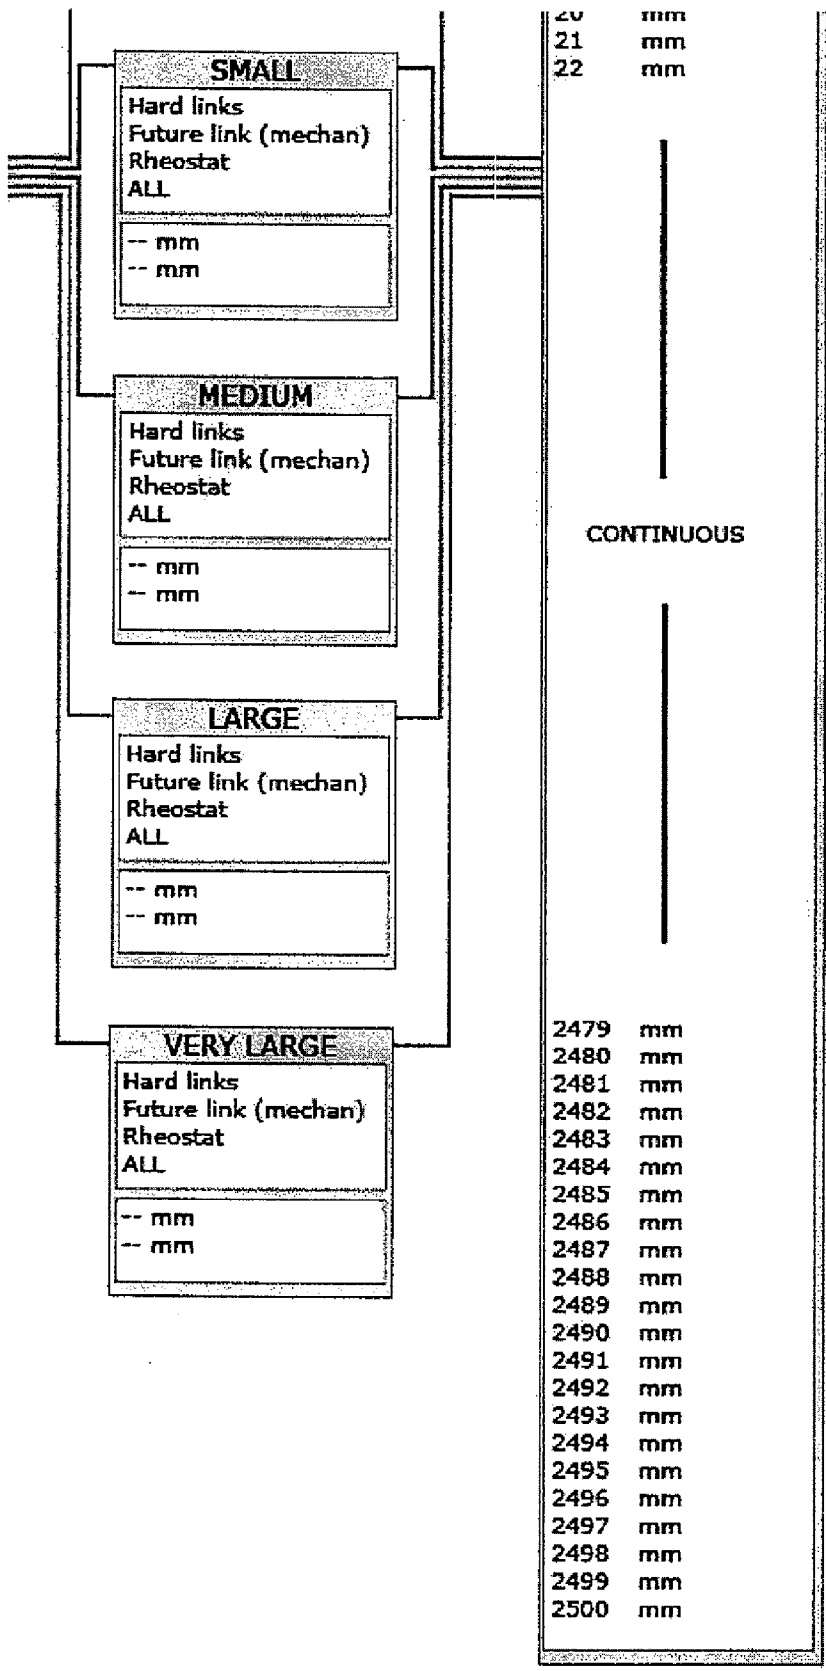 SMALL
Hard links
Future link (mechan)
Rheostat
ALL
-- mm
-- mm
MEDIUM
Hard links
Future link (mechan)
Rheostat
ALL
-- mm
-- mm
LARGE
Hard links
Future link (mechan)
Rheostat
ALL
-- mm
-- mm
VERY LARGE
Hard links
Future link (mechan)
Rheostat
ALL
-- mm
-- mm
20 mm
21 mm
22 mm
CONTINUOUS
2479 mm
2480 mm
2481 mm
2482 mm
2483 mm
2484 mm
2485 mm
2486 mm
2487 mm
2488 mm
2489 mm
2490 mm
2491 mm
2492 mm
2493 mm
2494 mm
2495 mm
2496 mm
2497 mm
2498 mm
2499 mm
2500 mm